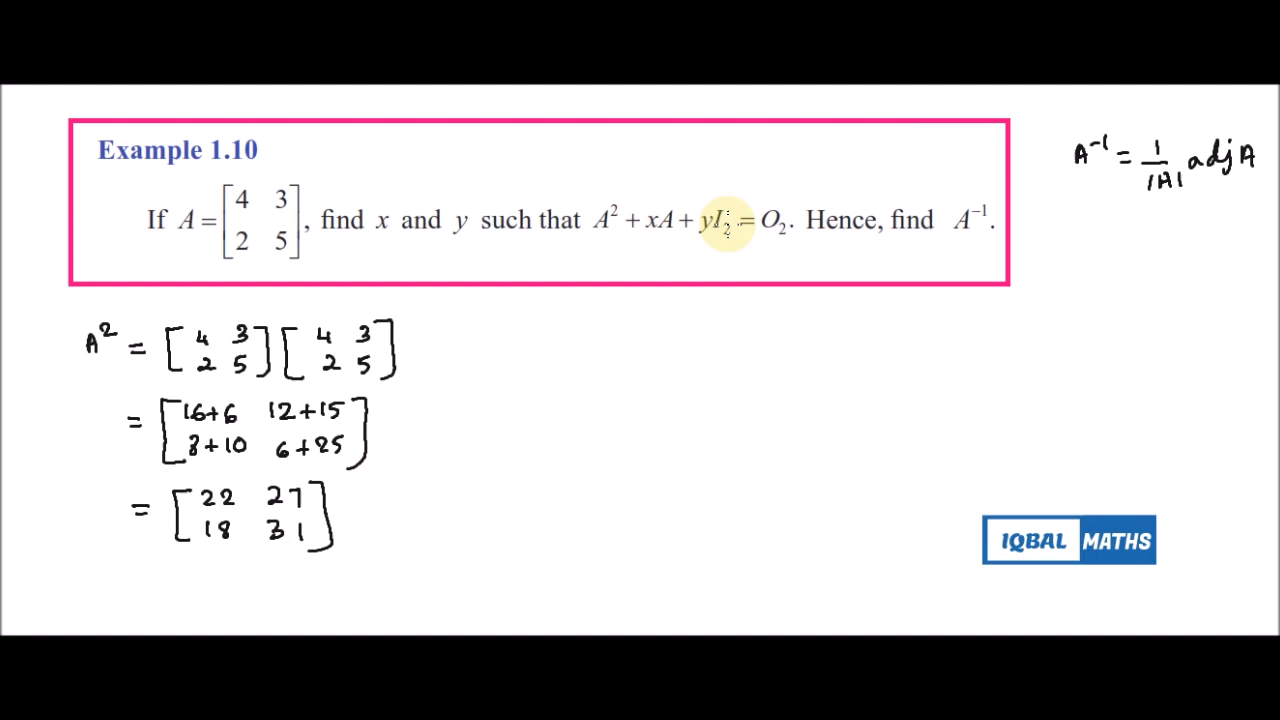 Example 1.10
If A = [4 3; 2 5], find x and y such that A² + xA + yI₂ = O₂. Hence, find A⁻¹.
A⁻¹ = 1/|A| adj A
A² = [4 3; 2 5] [4 3; 2 5]
= [16+6 12+15; 8+10 6+25]
= [22 27; 18 31]
IQBAL MATHS